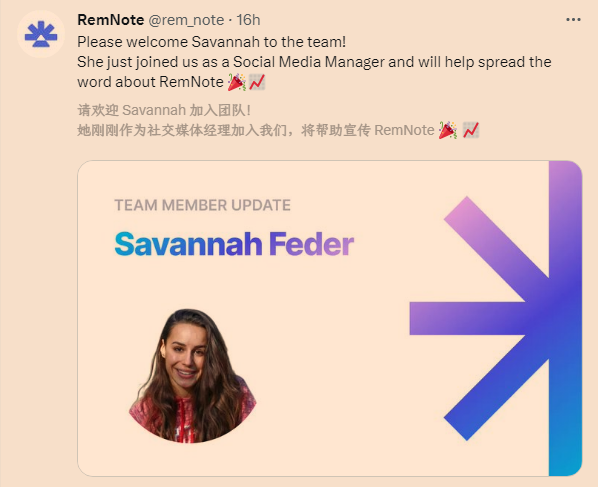 RemNote @rem_note · 16h
Please welcome Savannah to the team!
She just joined us as a Social Media Manager and will help spread the
word about RemNote 🎉📈
请欢迎 Savannah 加入团队！
她刚刚作为社交媒体经理加入我们，将帮助宣传 RemNote 🎉 📈
TEAM MEMBER UPDATE
Savannah Feder